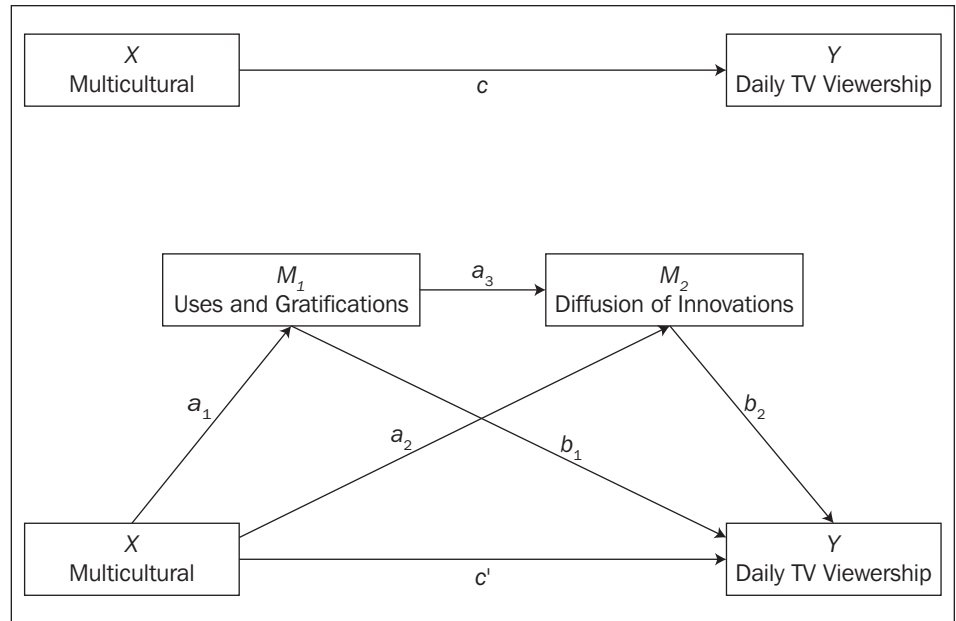 X
Multicultural
Y
Daily TV Viewership
c
M₁
Uses and Gratifications
a₃
M₂
Diffusion of Innovations
a₁
a₂
b₁
b₂
X
Multicultural
c'
Y
Daily TV Viewership